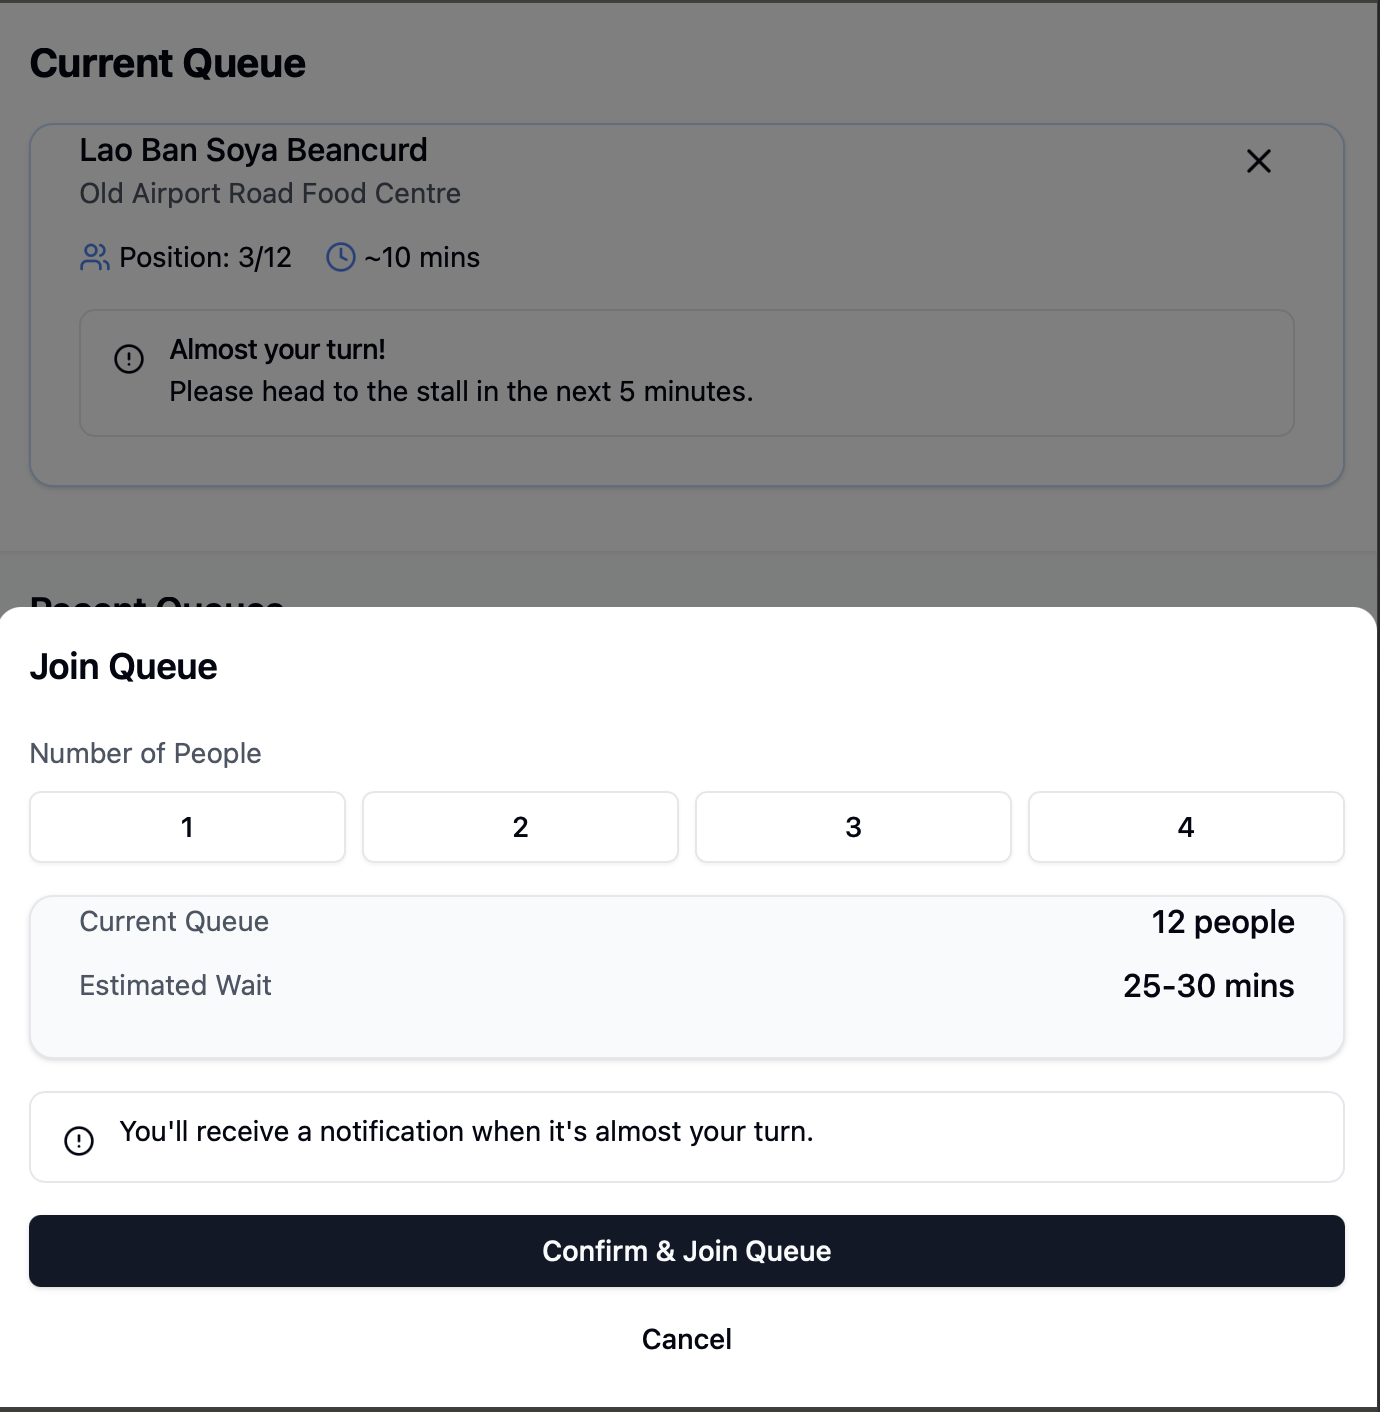 Current Queue
Lao Ban Soya Beancurd
Old Airport Road Food Centre
Position: 3/12 ~10 mins
Almost your turn!
Please head to the stall in the next 5 minutes.
Recent Queues
Join Queue
Number of People
1 2 3 4
Current Queue 12 people
Estimated Wait 25-30 mins
You'll receive a notification when it's almost your turn.
Confirm & Join Queue
Cancel